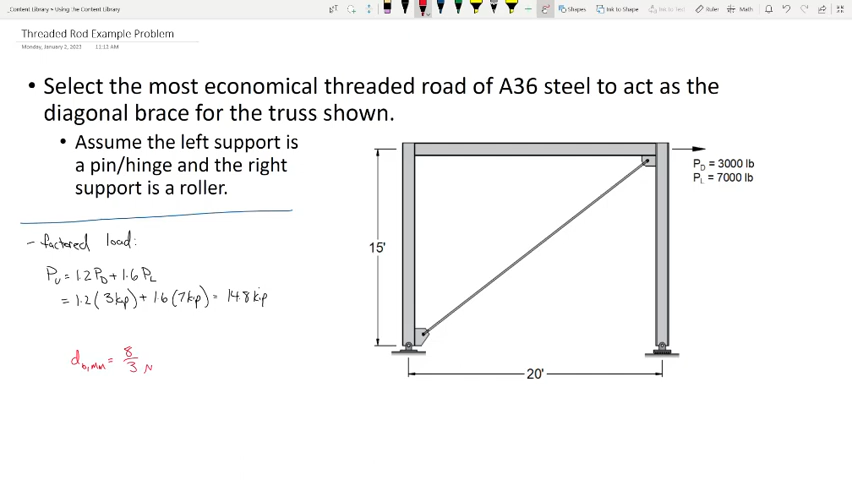 _Content Library > Using the Content Library
Shapes
Ink to Shape
Ink to Text
Ruler
Math
Threaded Rod Example Problem
Monday, January 2, 2023 11:13 AM
• Select the most economical threaded road of A36 steel to act as the
diagonal brace for the truss shown.
• Assume the left support is
a pin/hinge and the right
support is a roller.
PD = 3000 lb
PL = 7000 lb
15'
20'
- factored load:
PU = 1.2PD + 1.6PL
= 1.2(3kip) + 1.6(7kip) = 14.8kip
db,min = 8/3